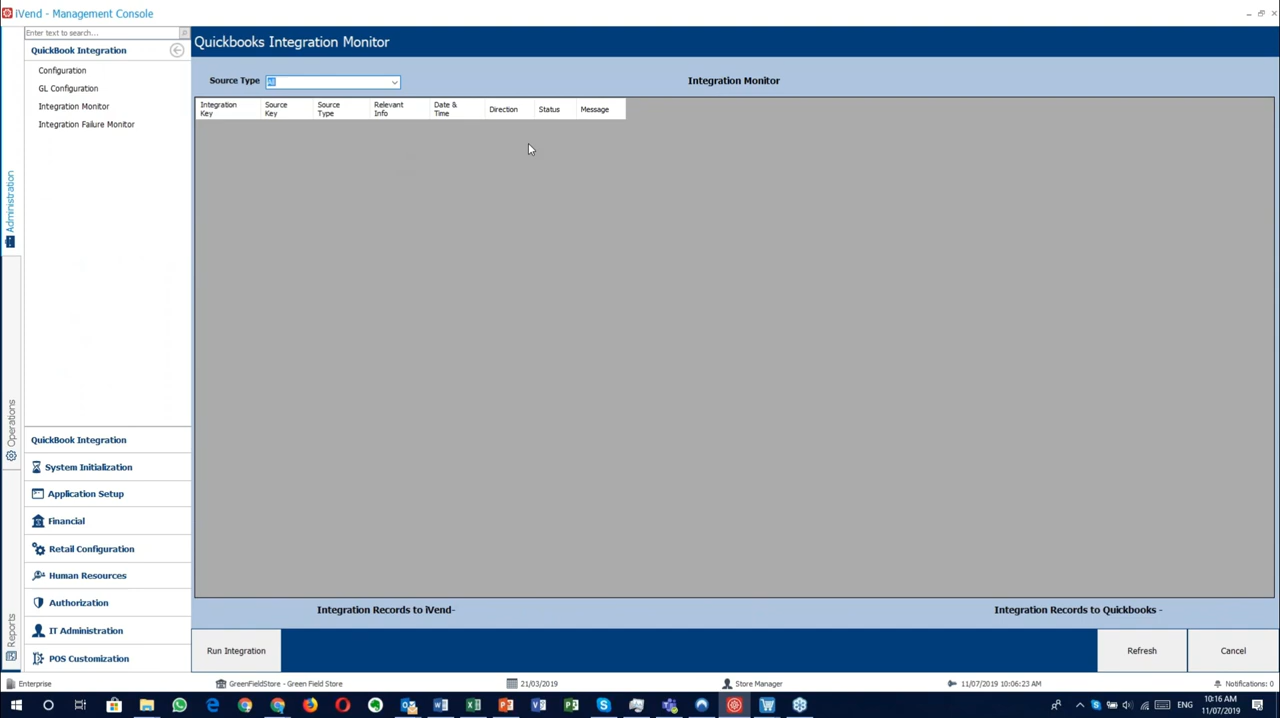 iVend - Management Console
Enter text to search...
QuickBook Integration
Configuration
GL Configuration
Integration Monitor
Integration Failure Monitor
Administration
Operations
Reports
QuickBook Integration
System Initialization
Application Setup
Financial
Retail Configuration
Human Resources
Authorization
IT Administration
POS Customization
Quickbooks Integration Monitor
Source Type
All
Integration Monitor
Integration Key
Source Key
Source Type
Relevant Info
Date & Time
Direction
Status
Message
Integration Records to iVend-
Integration Records to Quickbooks -
Run Integration
Refresh
Cancel
Enterprise
GreenFieldStore - Green Field Store
21/03/2019
Store Manager
11/07/2019 10:06:23 AM
Notifications: 0
ENG
10:16 AM
11/07/2019